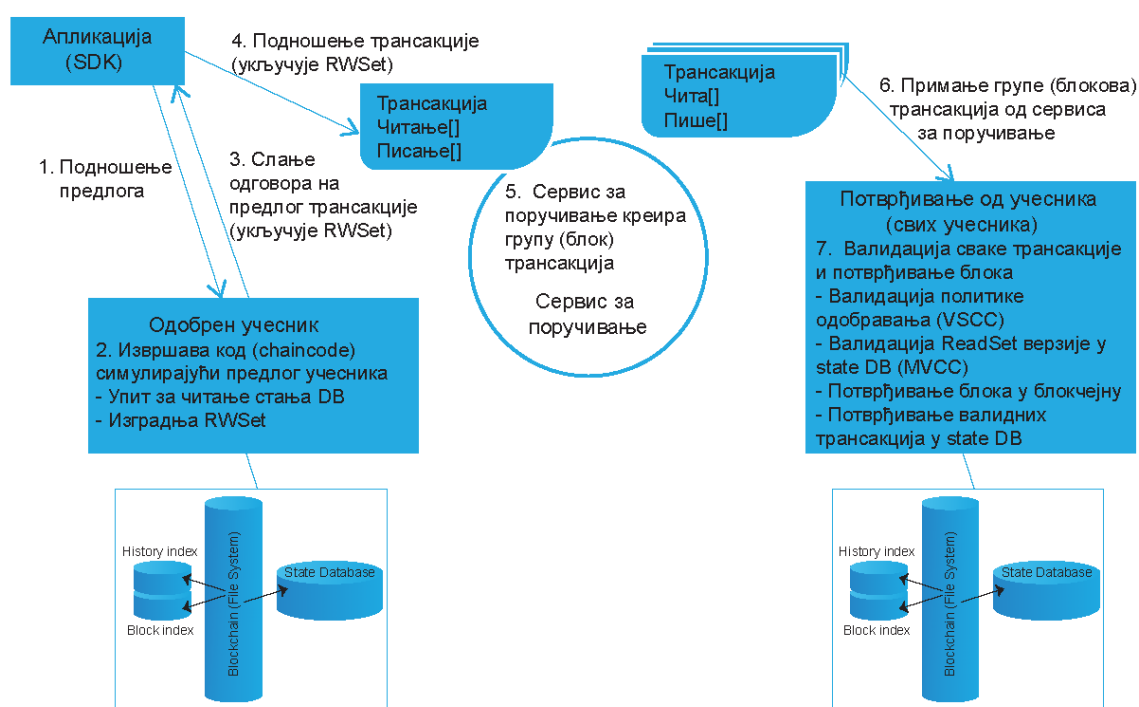 Апликација
(SDK)
4. Подношење трансакције
(укључује RWSet)
Трансакција
Читање[]
Писање[]
1. Подношење
предлога
3. Слање
одговора на
предлог трансакције
(укључује RWSet)
Одобрен учесник
2. Извршава код (chaincode)
симулирајући предлог учесника
- Упит за читање стања DB
- Изградња RWSet
5. Сервис за
поручивање креира
групу (блок)
трансакција
Сервис за
поручивање
Трансакција
Чита[]
Пише[]
6. Примање групе (блокова)
трансакција од сервиса
за поручивање
Потврђивање од учесника
(свих учесника)
7. Валидација сваке трансакције
и потврђивање блока
- Валидација политике
одобравања (VSCC)
- Валидација ReadSet верзије у
state DB (MVCC)
- Потврђивање блока у блокчејну
- Потврђивање валидних
трансакција у state DB
History index
Block index
Blockchain (File System)
State Database
History index
Block index
Blockchain (File System)
State Database